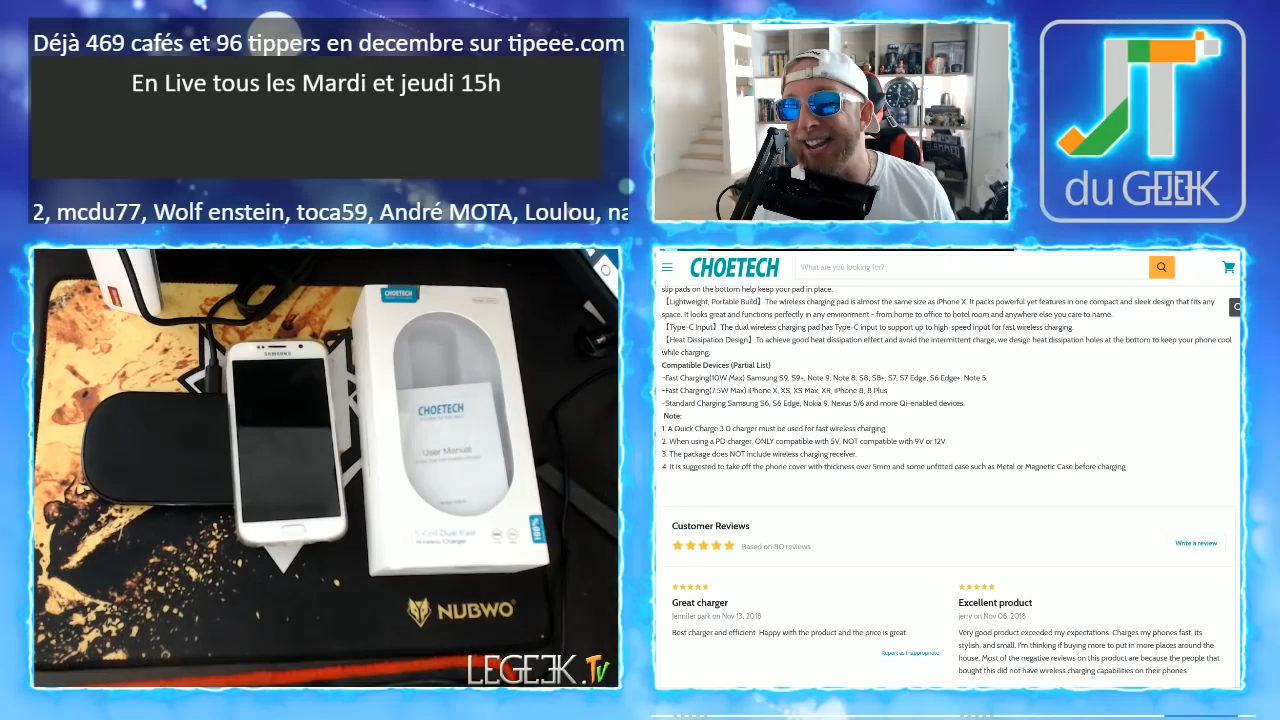 Déjà 469 cafés et 96 tippers en decembre sur tipeee.com
En Live tous les Mardi et jeudi 15h
2, mcdu77, Wolf enstein, toca59, André MOTA, Loulou, na
du GEEK
SAMSUNG
CHOETECH
CHOETECH
User Manual
5 Coil Dual Fast
Wireless Charger
100%
NUBWO
LEGEEK.Tv
CHOETECH
What are you looking for?
slip pads on the bottom help keep your pad in place.
【Lightweight, Portable Build】The wireless charging pad is almost the same size as iPhone X. It packs powerful yet features in one compact and sleek design that fits any
space. It looks great and functions perfectly in any environment - from home to office to hotel room and anywhere else you care to name.
【Type-C Input】The dual wireless charging pad has Type-C input to support up to high-speed input for fast wireless charging.
【Heat Dissipation Design】To achieve good heat dissipation effect and avoid the intermittent charge, we design heat dissipation holes at the bottom to keep your phone cool
while charging.
Compatible Devices (Partial List)
-Fast Charging(10W Max) Samsung S9, S9+, Note 9, Note 8, S8, S8+, S7, S7 Edge, S6 Edge+, Note 5.
-Fast Charging(7.5W Max) iPhone X, XS, XS Max, XR, iPhone 8, 8 Plus.
-Standard Charging Samsung S6, S6 Edge, Nokia 9, Nexus 5/6 and more Qi-enabled devices.
Note:
1. A Quick Charge 3.0 charger must be used for fast wireless charging.
2. When using a PD charger, ONLY compatible with 5V, NOT compatible with 9V or 12V.
3. The package does NOT include wireless charging receiver.
4. It is suggested to take off the phone cover with thickness over 5mm and some unfitted case such as Metal or Magnetic Case before charging.
Customer Reviews
Based on 80 reviews
Write a review
Great charger
Jennifer park on Nov 13, 2018
Best charger and efficient. Happy with the product and the price is great.
Report as Inappropriate
Excellent product
jerry on Nov 06, 2018
Very good product exceeded my expectations. Charges my phones fast, its
stylish, and small. I'm thinking if buying more to put in more places around the
house. Most of the negative reviews on this product are because the people that
bought this did not have wireless charging capabilities on their phones.